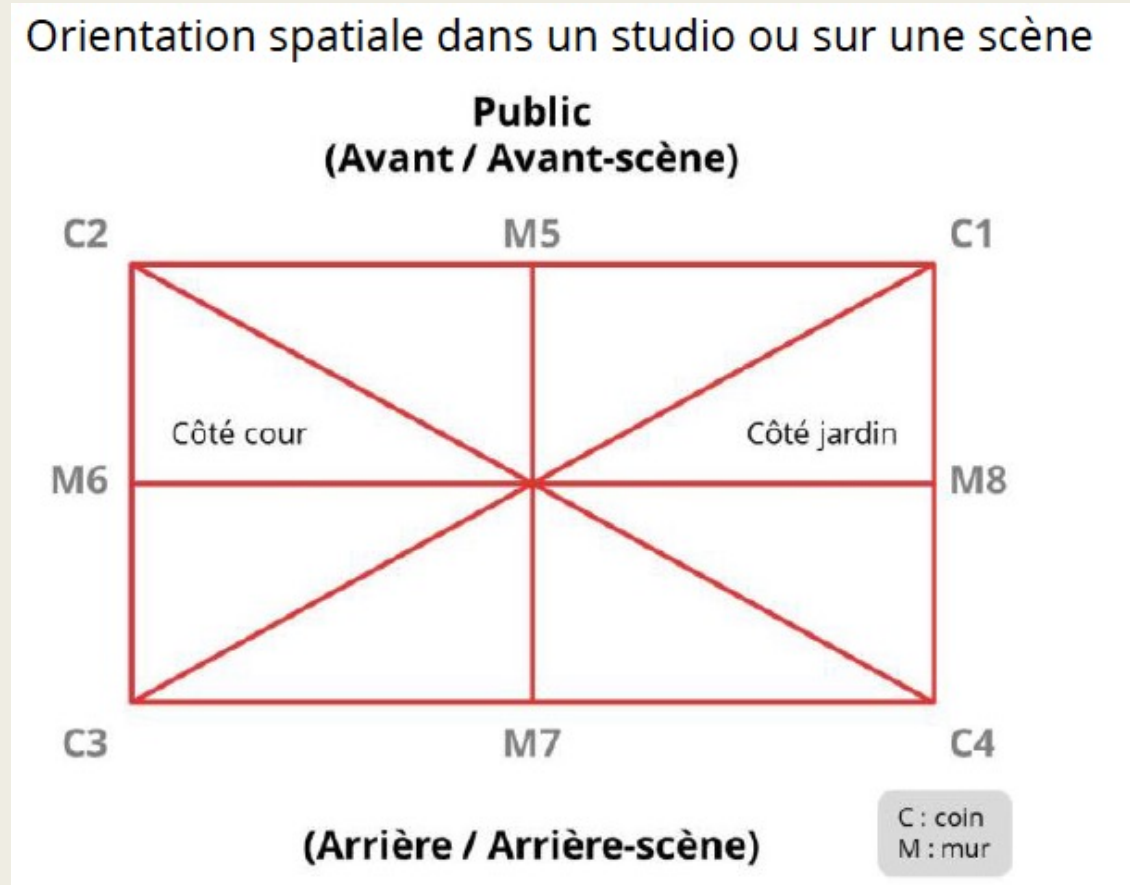 Orientation spatiale dans un studio ou sur une scène
Public
(Avant / Avant-scène)
C2
M5
C1
Côté cour
Côté jardin
M6
M8
C3
M7
C4
(Arrière / Arrière-scène)
C : coin
M : mur